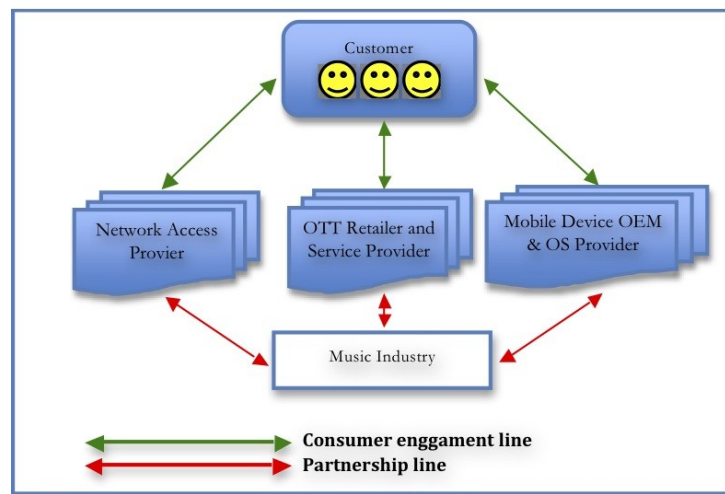 Customer
Network Access
Provier
OTT Retailer and
Service Provider
Mobile Device OEM
& OS Provider
Music Industry
Consumer enggament line
Partnership line